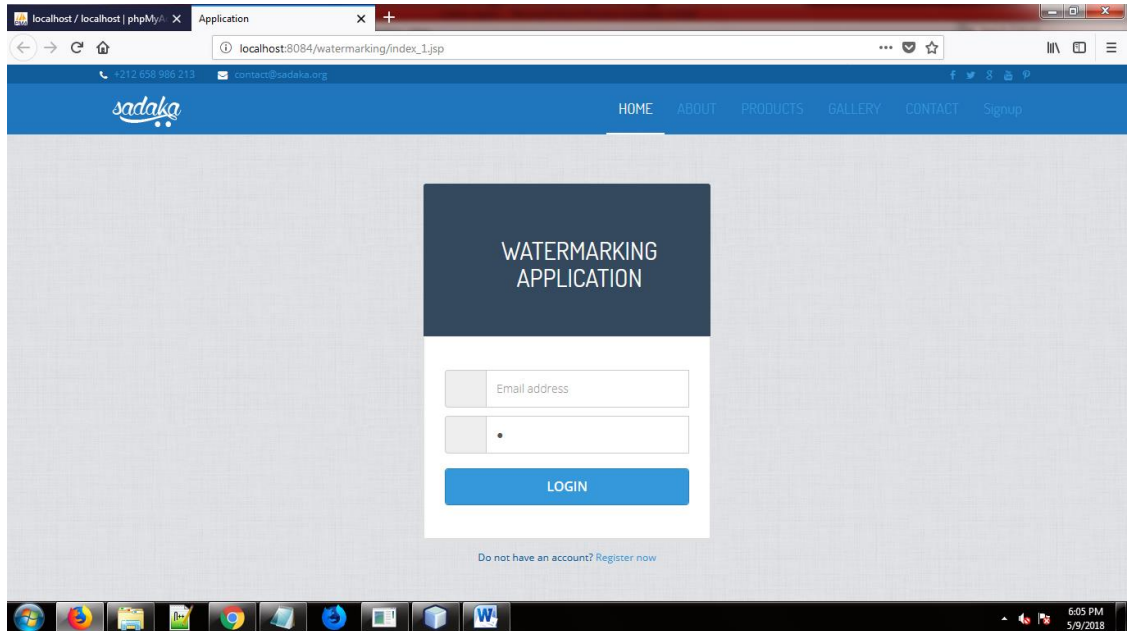 localhost / localhost | phpMyA
Application
localhost:8084/watermarking/index_1.jsp
+212 658 986 213 contact@sadaka.org
sadaka
HOME ABOUT PRODUCTS GALLERY CONTACT Signup
WATERMARKING
APPLICATION
Email address
LOGIN
Do not have an account? Register now
6:05 PM
5/9/2018